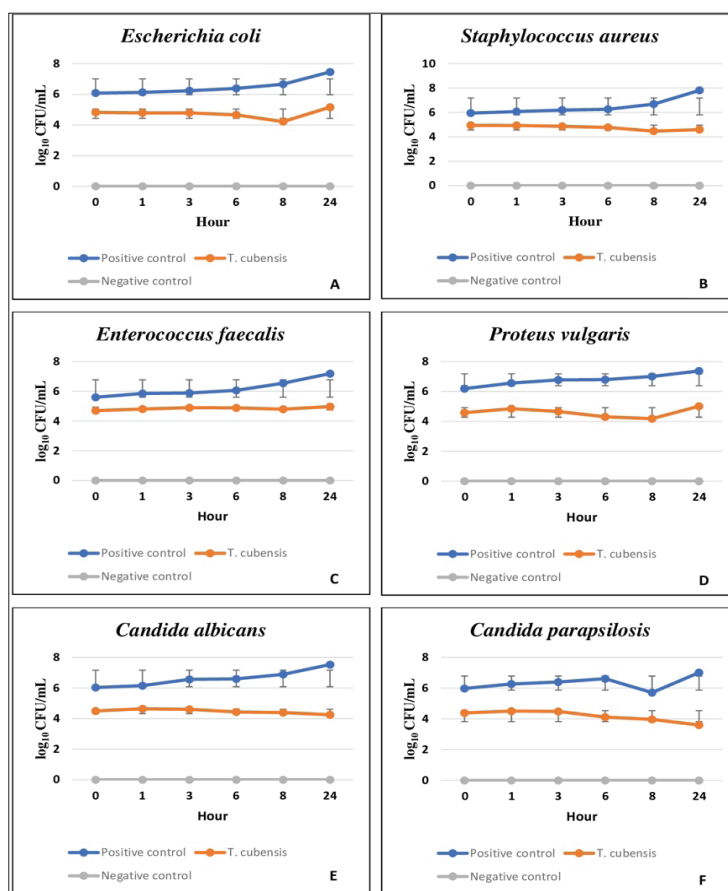 Escherichia coli
log10 CFU/mL
8
6
4
2
0
0 1 3 6 8 24
Hour
Positive control T. cubensis
Negative control
A
Staphylococcus aureus
log10 CFU/mL
10
8
6
4
2
0
0 1 3 6 8 24
Hour
Positive control T. cubensis
Negative control
B
Enterococcus faecalis
log10 CFU/mL
8
6
4
2
0
0 1 3 6 8 24
Hour
Positive control T. cubensis
Negative control
C
Proteus vulgaris
log10 CFU/mL
8
6
4
2
0
0 1 3 6 8 24
Hour
Positive control T. cubensis
Negative control
D
Candida albicans
log10 CFU/mL
8
6
4
2
0
0 1 3 6 8 24
Hour
Positive control T. cubensis
Negative control
E
Candida parapsilosis
log10 CFU/mL
8
6
4
2
0
0 1 3 6 8 24
Hour
Positive control T. cubensis
Negative control
F